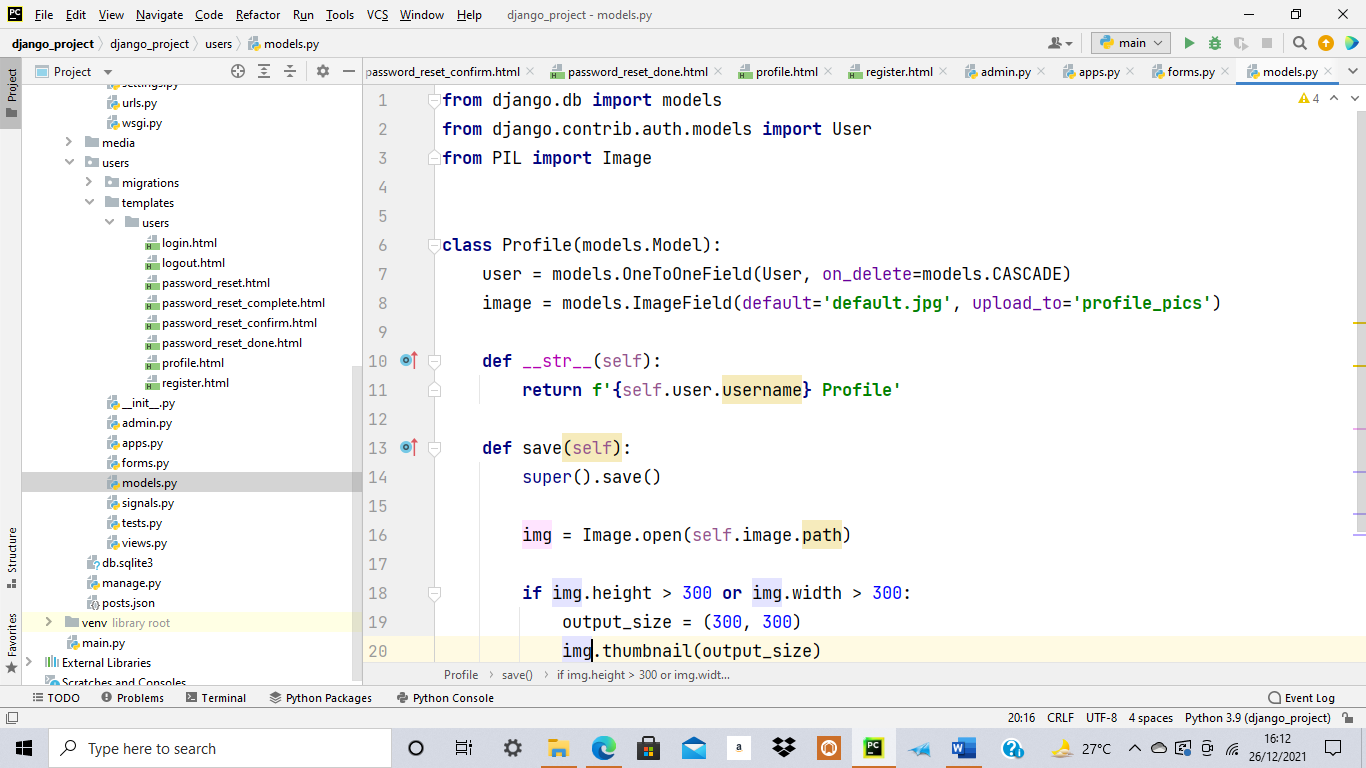 File Edit View Navigate Code Refactor Run Tools VCS Window Help django_project - models.py
django_project django_project users models.py main
Project
password_reset_confirm.html password_reset_done.html profile.html register.html admin.py apps.py forms.py models.py
Project
Structure
Favorites
settings.py
urls.py
wsgi.py
media
users
migrations
templates
users
login.html
logout.html
password_reset.html
password_reset_complete.html
password_reset_confirm.html
password_reset_done.html
profile.html
register.html
__init__.py
admin.py
apps.py
forms.py
models.py
signals.py
tests.py
views.py
db.sqlite3
manage.py
posts.json
venv library root
main.py
External Libraries
Scratches and Consoles
4
1 from django.db import models
2 from django.contrib.auth.models import User
3 from PIL import Image
4
5
6 class Profile(models.Model):
7 user = models.OneToOneField(User, on_delete=models.CASCADE)
8 image = models.ImageField(default='default.jpg', upload_to='profile_pics')
9
10 def __str__(self):
11 return f'{self.user.username} Profile'
12
13 def save(self):
14 super().save()
15
16 img = Image.open(self.image.path)
17
18 if img.height > 300 or img.width > 300:
19 output_size = (300, 300)
20 img.thumbnail(output_size)
Profile save() if img.height > 300 or img.widt...
TODO Problems Terminal Python Packages Python Console Event Log
20:16 CRLF UTF-8 4 spaces Python 3.9 (django_project)
Type here to search
27°C
16:12
26/12/2021